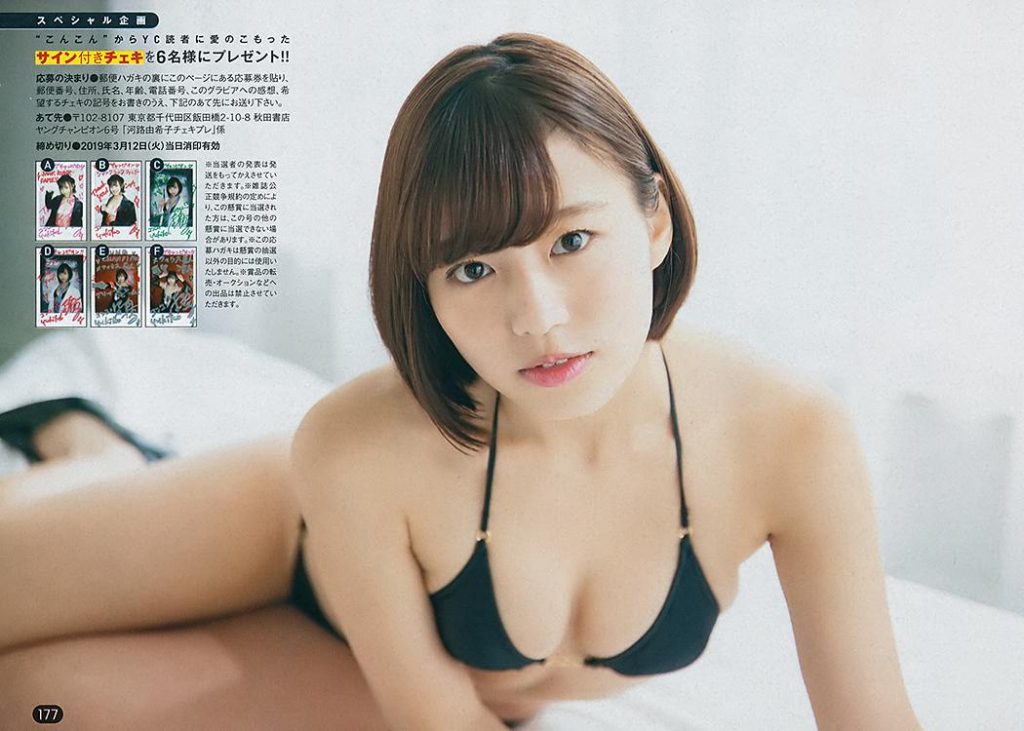 スペシャル企画
“こんこん”からYC読者に愛のこもった
サイン付きチェキを6名様にプレゼント!!
応募の決まり●郵便ハガキの裏にこのページにある応募券を貼り、
郵便番号、住所、氏名、年齢、電話番号、このグラビアへの感想、希
望するチェキの記号をお書きのうえ、下記のあて先にお送り下さい。
あて先●〒102-8107 東京都千代田区飯田橋2-10-8 秋田書店
ヤングチャンピオン6号「河路由希子チェキプレ」係
締め切り●2019年3月12日(火)当日消印有効
A
B
C
D
E
F
※当選者の発表は発
送をもってかえさせてい
ただきます。※雑誌公
正競争規約の定めによ
り、この懸賞に当選され
た方は、この号の他の
懸賞に当選できない場
合があります。※この応
募ハガキは懸賞の抽選
以外の目的には使用い
たしません。※賞品の転
売・オークションなどへ
の出品は禁止させてい
ただきます。
177